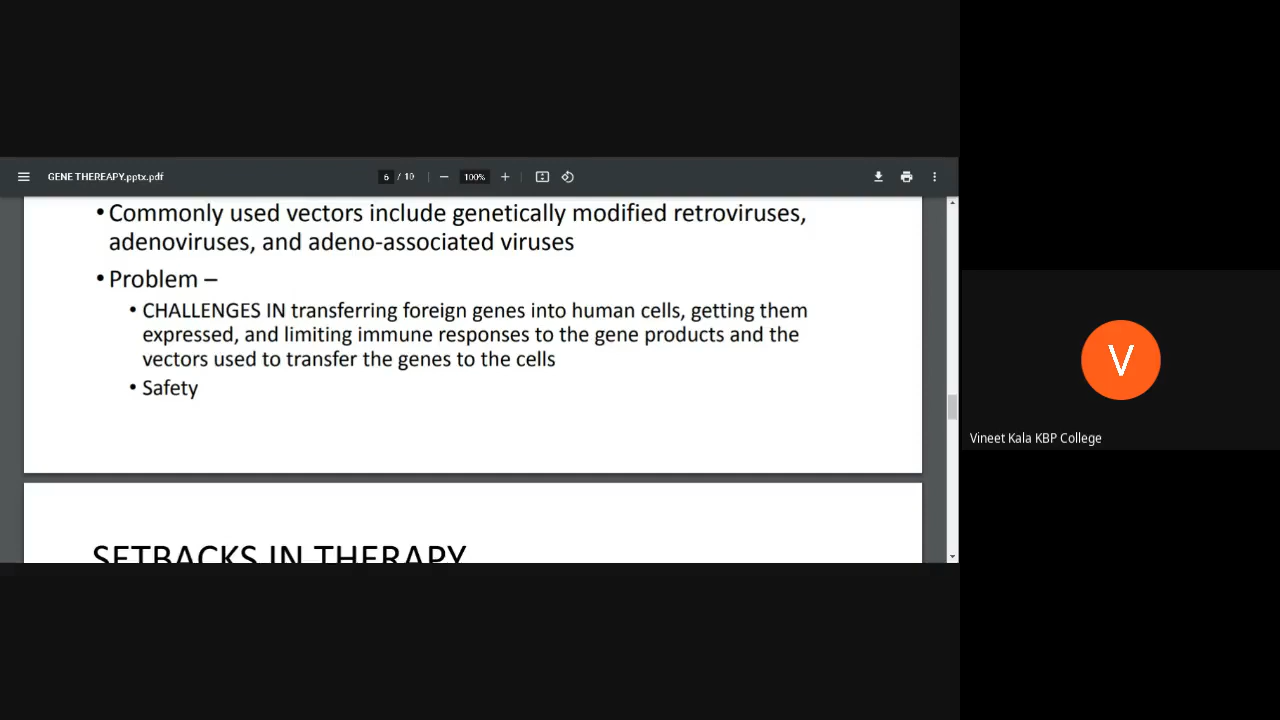 GENE THEREAPY.pptx.pdf
6 / 10
100%
• Commonly used vectors include genetically modified retroviruses,
adenoviruses, and adeno-associated viruses
• Problem –
• CHALLENGES IN transferring foreign genes into human cells, getting them
expressed, and limiting immune responses to the gene products and the
vectors used to transfer the genes to the cells
• Safety
SETBACKS IN THERAPY
V
Vineet Kala KBP College